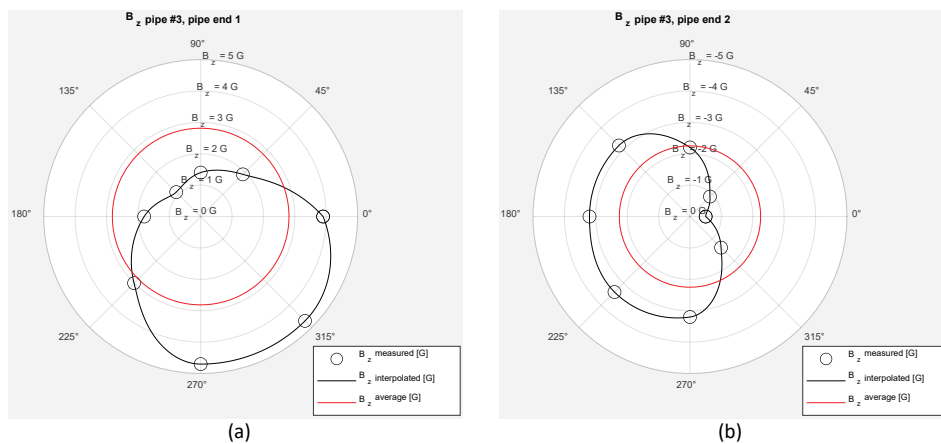 B z pipe #3, pipe end 1
90°
B z = 5 G
135°
B z = 4 G
45°
B z = 3 G
B z = 2 G
B z = 1 G
180°
B z = 0 G
0°
225°
315°
270°
B z measured [G]
B z interpolated [G]
B z average [G]
(a)
B z pipe #3, pipe end 2
90°
B z = -5 G
135°
B z = -4 G
45°
B z = -3 G
B z = -2 G
B z = -1 G
180°
B z = 0 G
0°
225°
315°
270°
B z measured [G]
B z interpolated [G]
B z average [G]
(b)